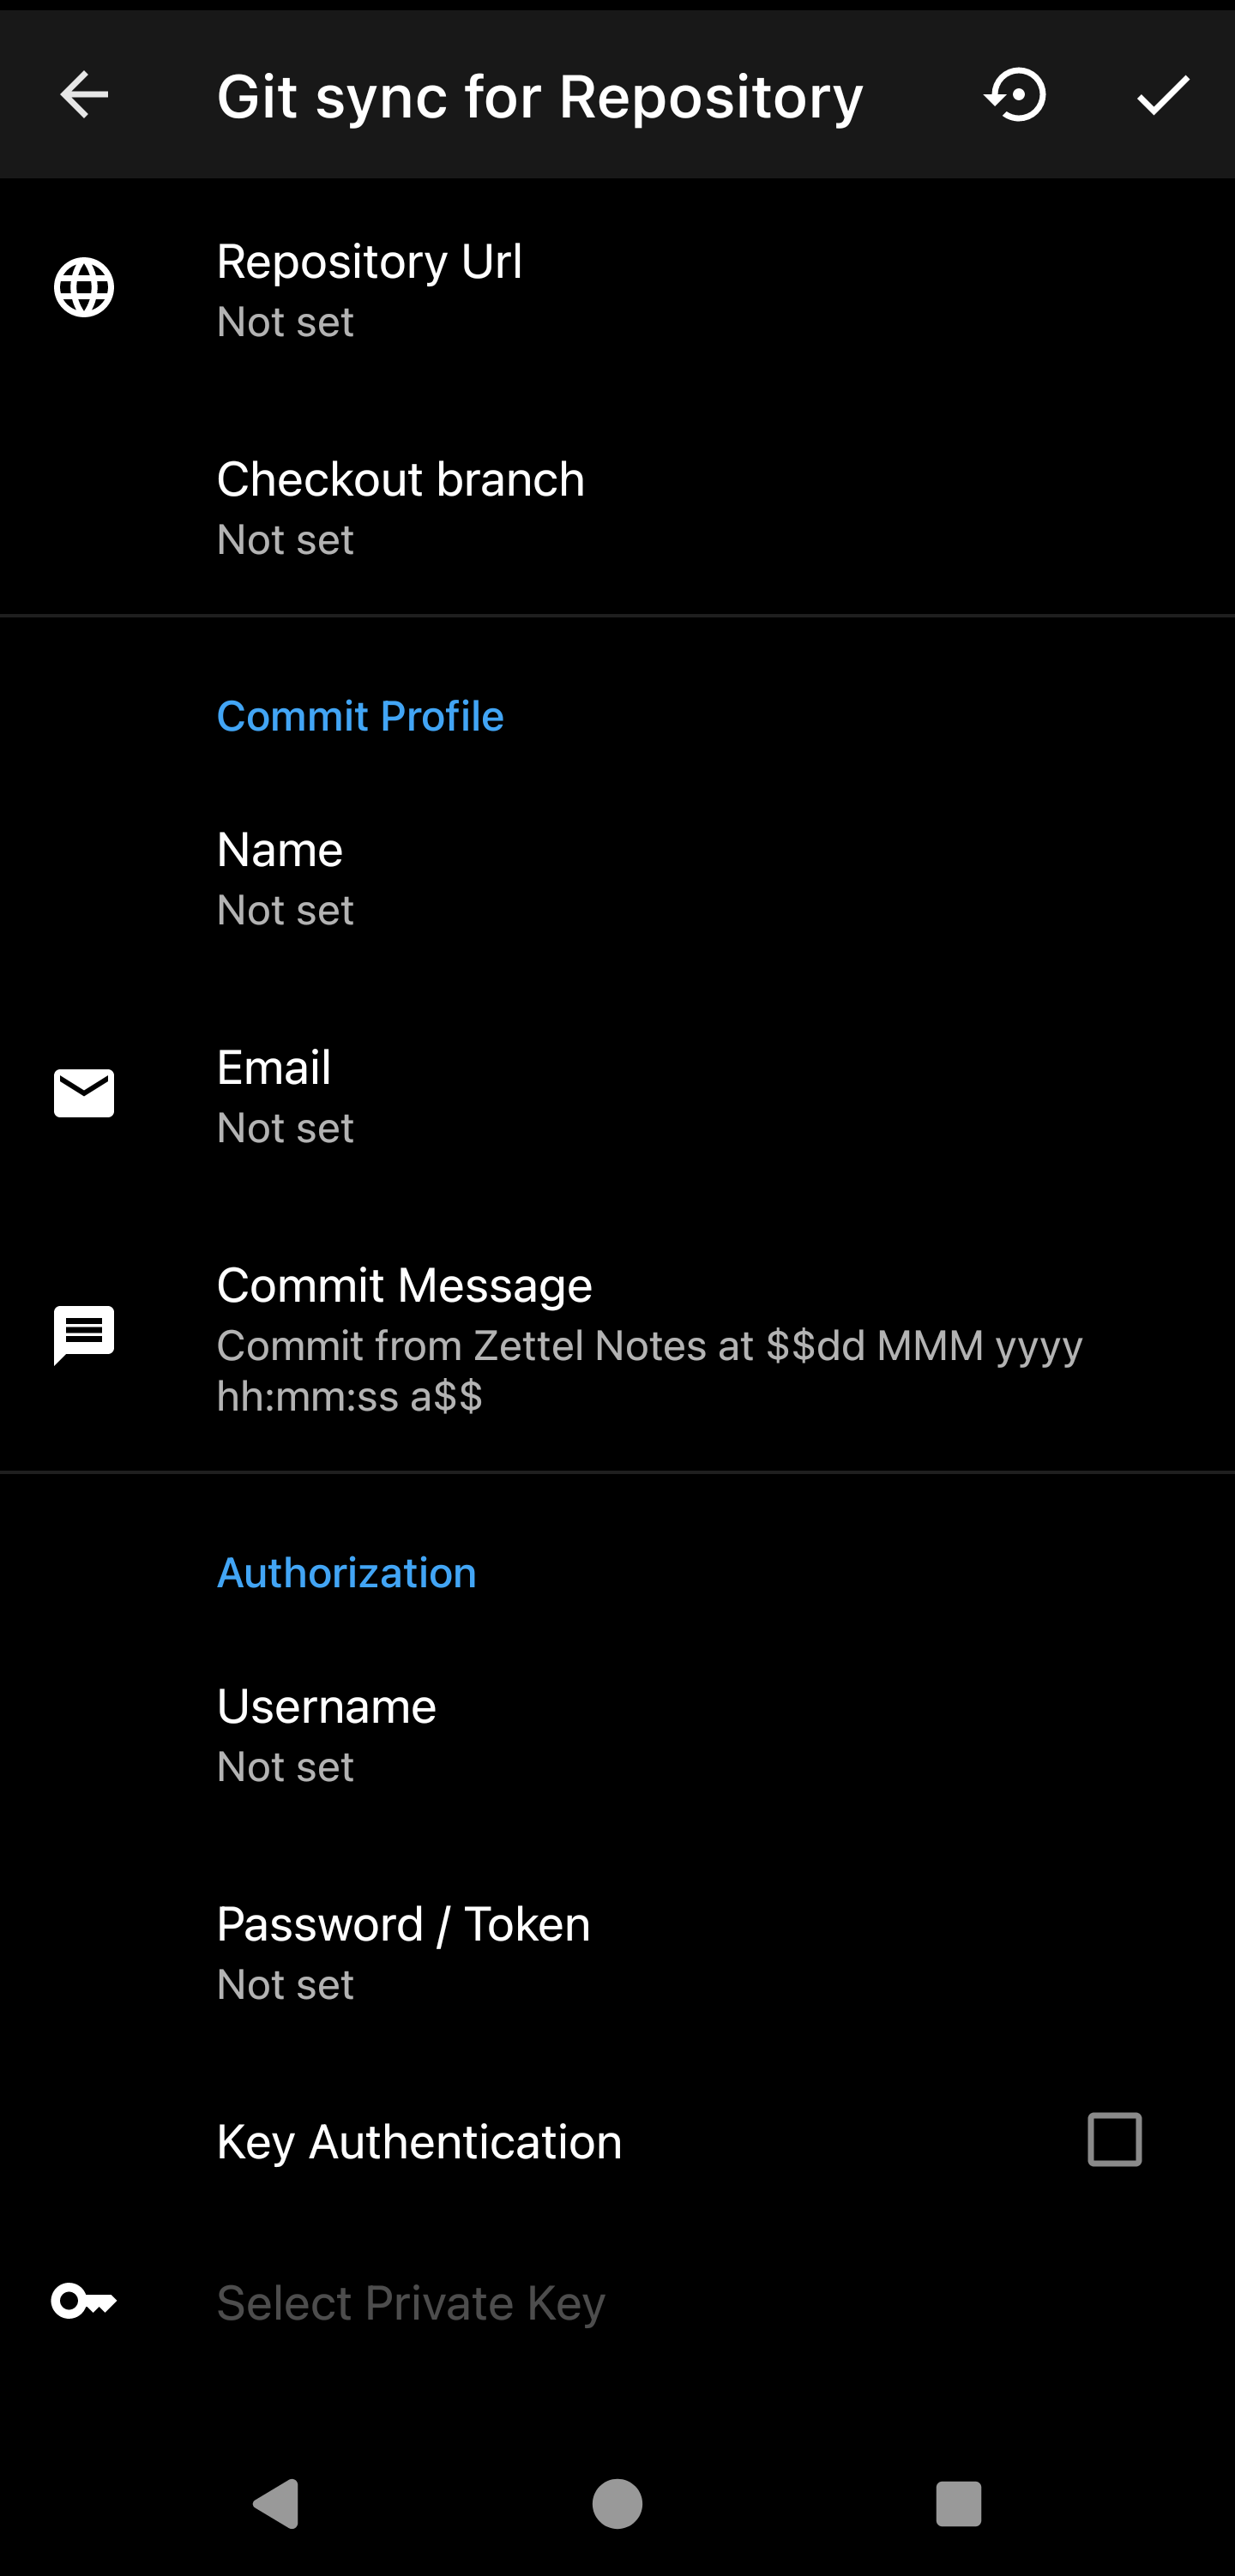 Git sync for Repository
Repository Url
Not set
Checkout branch
Not set
Commit Profile
Name
Not set
Email
Not set
Commit Message
Commit from Zettel Notes at $$dd MMM yyyy
hh:mm:ss a$$
Authorization
Username
Not set
Password / Token
Not set
Key Authentication
Select Private Key